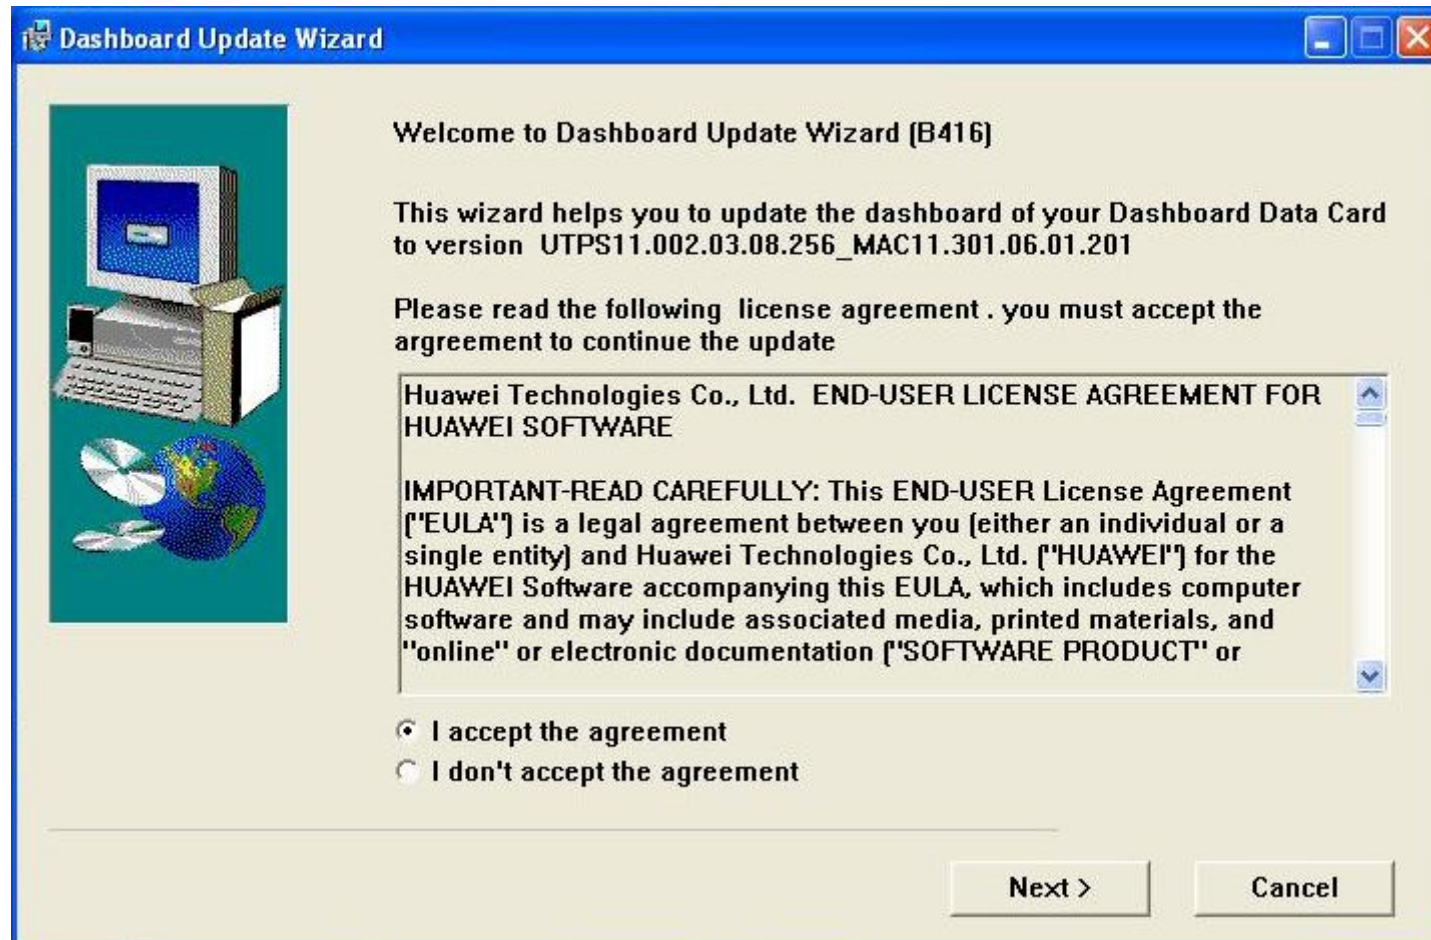 Dashboard Update Wizard
Welcome to Dashboard Update Wizard (B416)
This wizard helps you to update the dashboard of your Dashboard Data Card
to version  UTPS11.002.03.08.256_MAC11.301.06.01.201
Please read the following  license agreement . you must accept the
argreement to continue the update
Huawei Technologies Co., Ltd.  END-USER LICENSE AGREEMENT FOR
HUAWEI SOFTWARE
IMPORTANT-READ CAREFULLY: This END-USER License Agreement
("EULA") is a legal agreement between you (either an individual or a
single entity) and Huawei Technologies Co., Ltd. ("HUAWEI") for the
HUAWEI Software accompanying this EULA, which includes computer
software and may include associated media, printed materials, and
"online" or electronic documentation ("SOFTWARE PRODUCT" or
I accept the agreement
I don't accept the agreement
Next >
Cancel